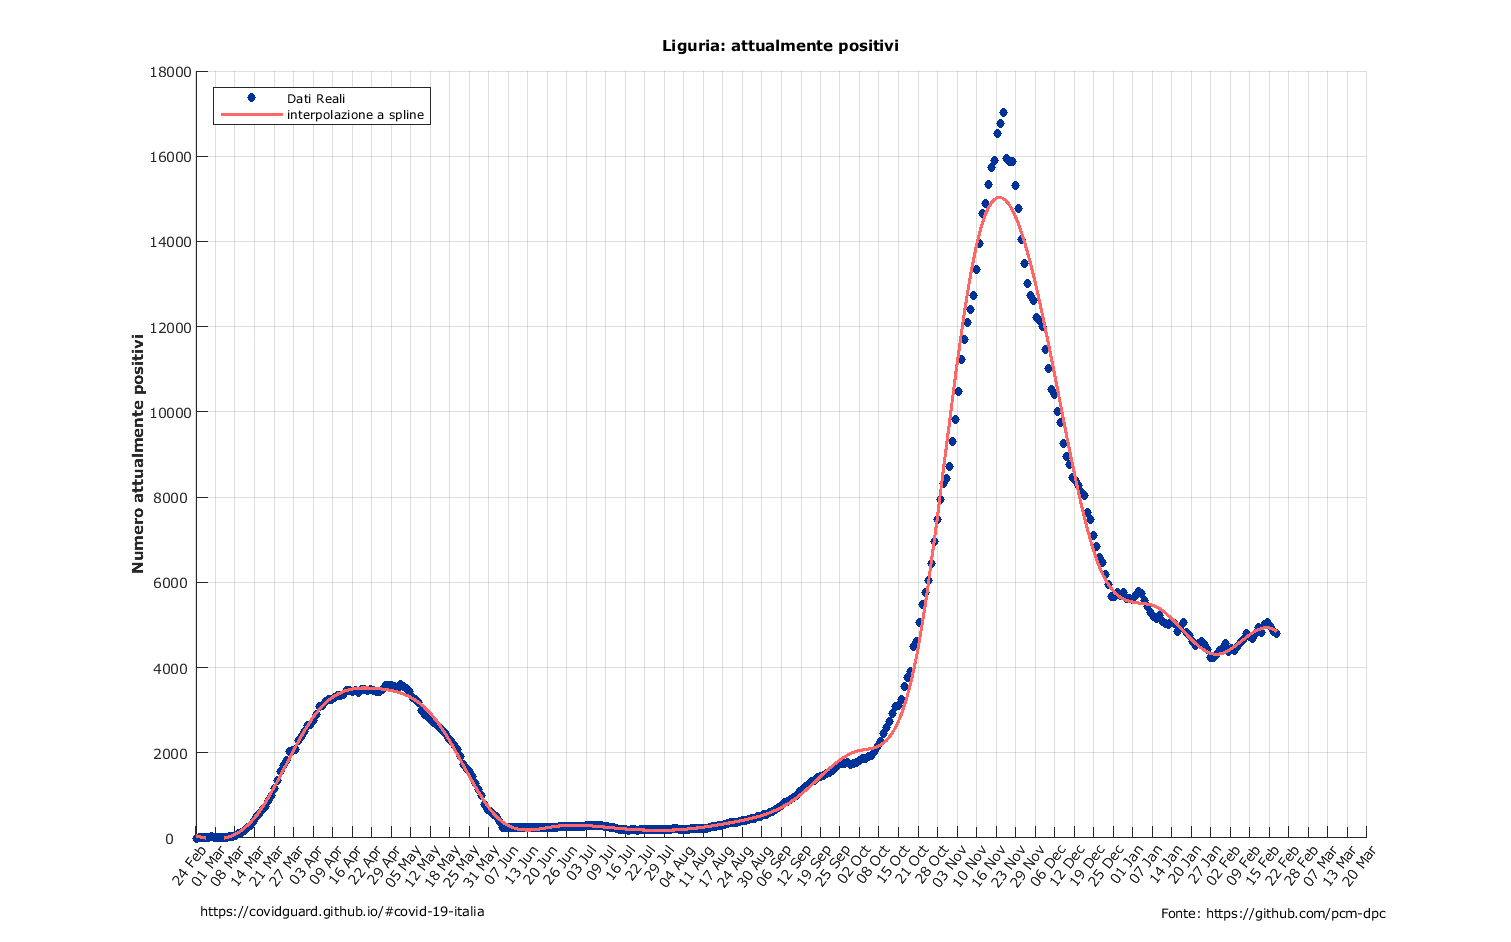 Liguria: attualmente positivi
Dati Reali
interpolazione a spline
Numero attualmente positivi
18000
16000
14000
12000
10000
8000
6000
4000
2000
0
24 Feb
01 Mar
08 Mar
14 Mar
21 Mar
27 Mar
03 Apr
09 Apr
16 Apr
22 Apr
29 Apr
05 May
12 May
18 May
25 May
31 May
07 Jun
13 Jun
20 Jun
26 Jun
03 Jul
09 Jul
16 Jul
22 Jul
29 Jul
04 Aug
11 Aug
17 Aug
24 Aug
30 Aug
06 Sep
12 Sep
19 Sep
25 Sep
02 Oct
08 Oct
15 Oct
21 Oct
28 Oct
03 Nov
10 Nov
16 Nov
23 Nov
29 Nov
06 Dec
12 Dec
19 Dec
25 Dec
01 Jan
07 Jan
14 Jan
20 Jan
27 Jan
02 Feb
09 Feb
15 Feb
22 Feb
28 Feb
07 Mar
13 Mar
20 Mar
https://covidguard.github.io/#covid-19-italia
Fonte: https://github.com/pcm-dpc